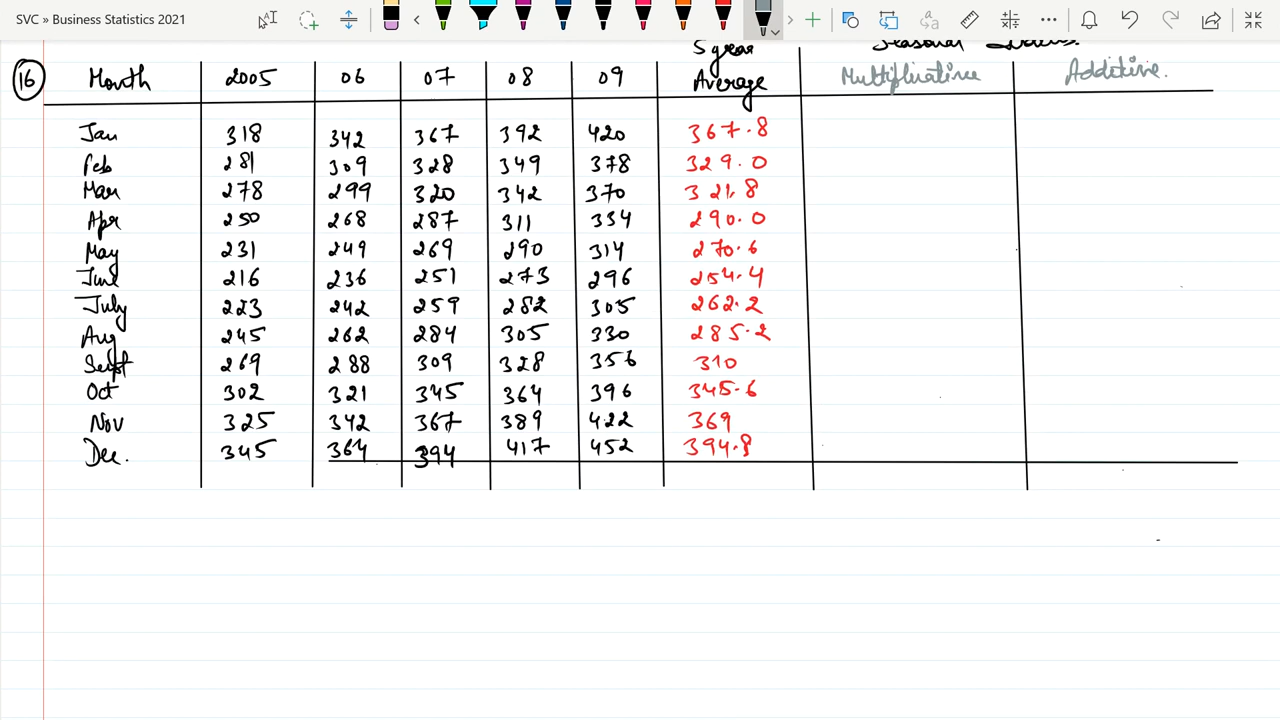 SVC » Business Statistics 2021
5 year Seasonal
16 Month 2005 06 07 08 09 Average Multiplicative Additive.
Jan 318 342 367 392 420 367.8
Feb 281 309 328 349 378 329.0
Mar 278 299 320 342 370 321.8
Apr 250 268 287 311 334 290.0
May 231 249 269 290 314 270.6
June 216 236 251 273 296 254.4
July 223 242 259 282 305 262.2
Aug 245 262 284 305 330 285.2
Sept 269 288 309 328 356 310
Oct 302 321 345 364 396 345.6
Nov 325 342 367 389 422 369
Dec. 345 364 394 417 452 394.8